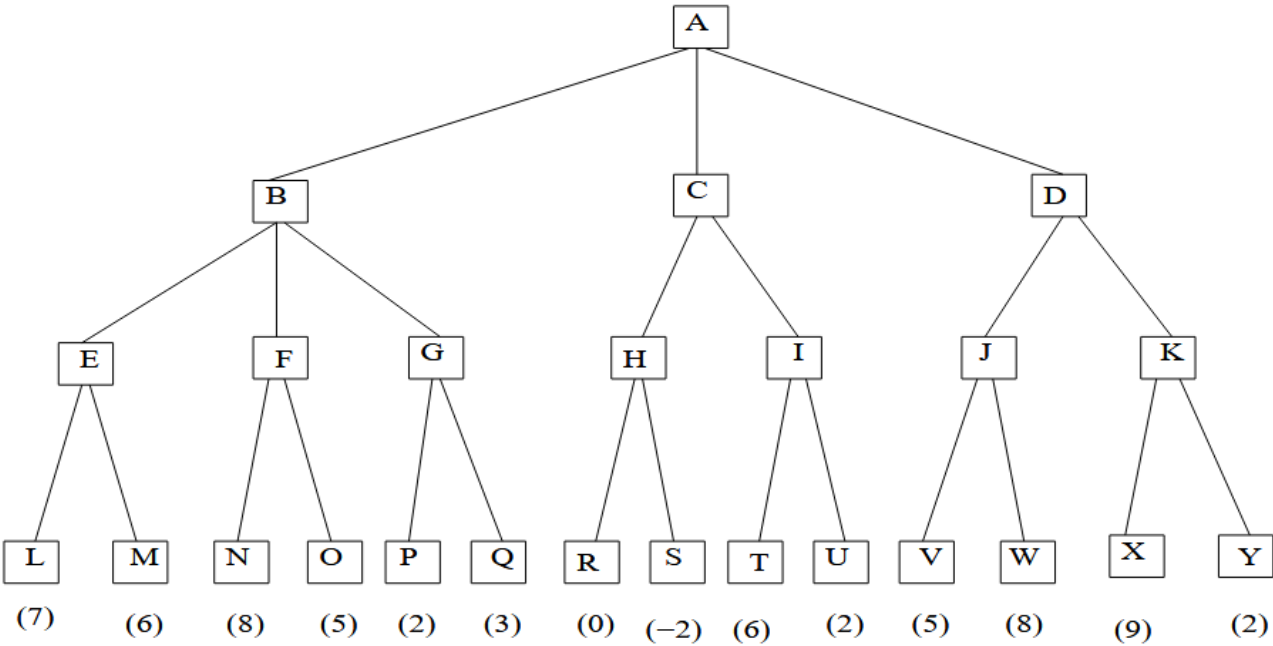 A
B C D
E F G H I J K
L M N O P Q R S T U V W X Y
(7) (6) (8) (5) (2) (3) (0) (−2) (6) (2) (5) (8) (9) (2)